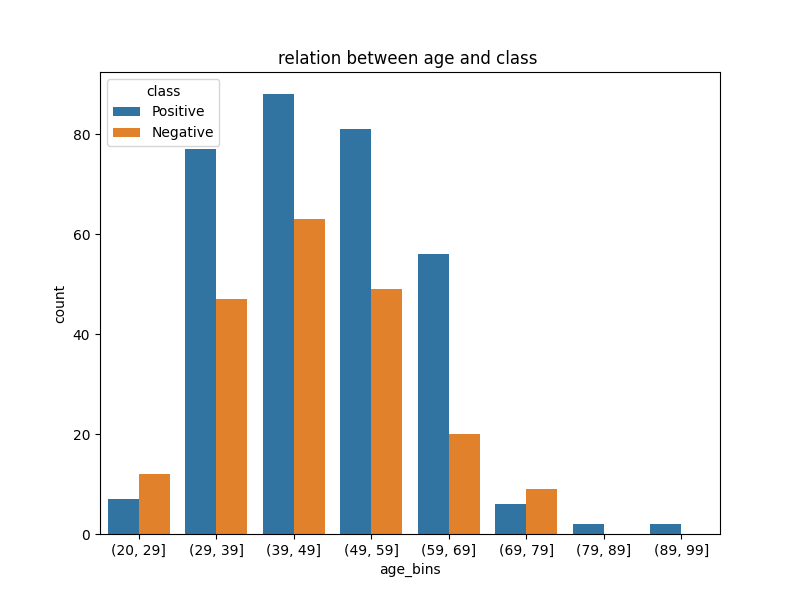 relation between age and class
class
Positive
Negative
80
60
40
20
0
count
(20, 29] (29, 39] (39, 49] (49, 59] (59, 69] (69, 79] (79, 89] (89, 99]
age_bins